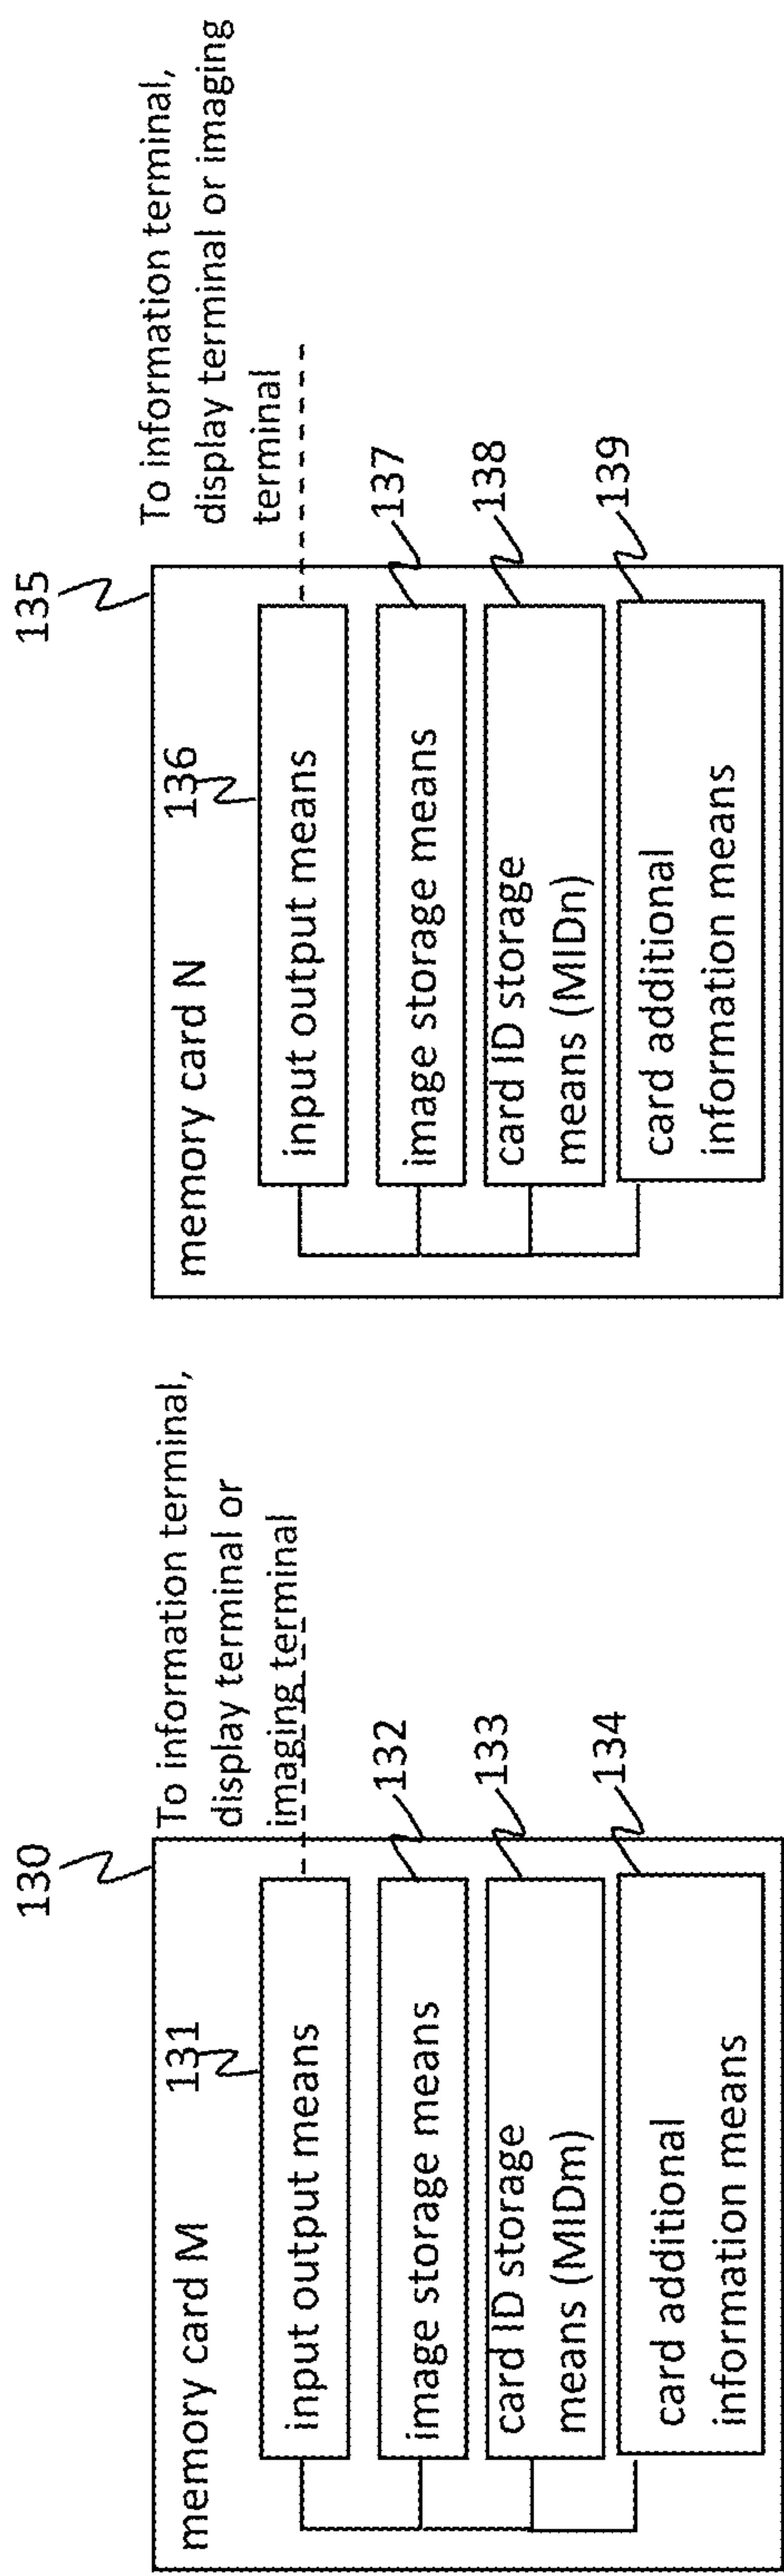 130
To information terminal,
display terminal or
imaging terminal
memory card M
131
input output means
132
image storage means
133
card ID storage
means (MIDm)
134
card additional
information means
135
To information terminal,
display terminal or imaging
terminal
memory card N
136
input output means
137
image storage means
138
card ID storage
means (MIDn)
139
card additional
information means